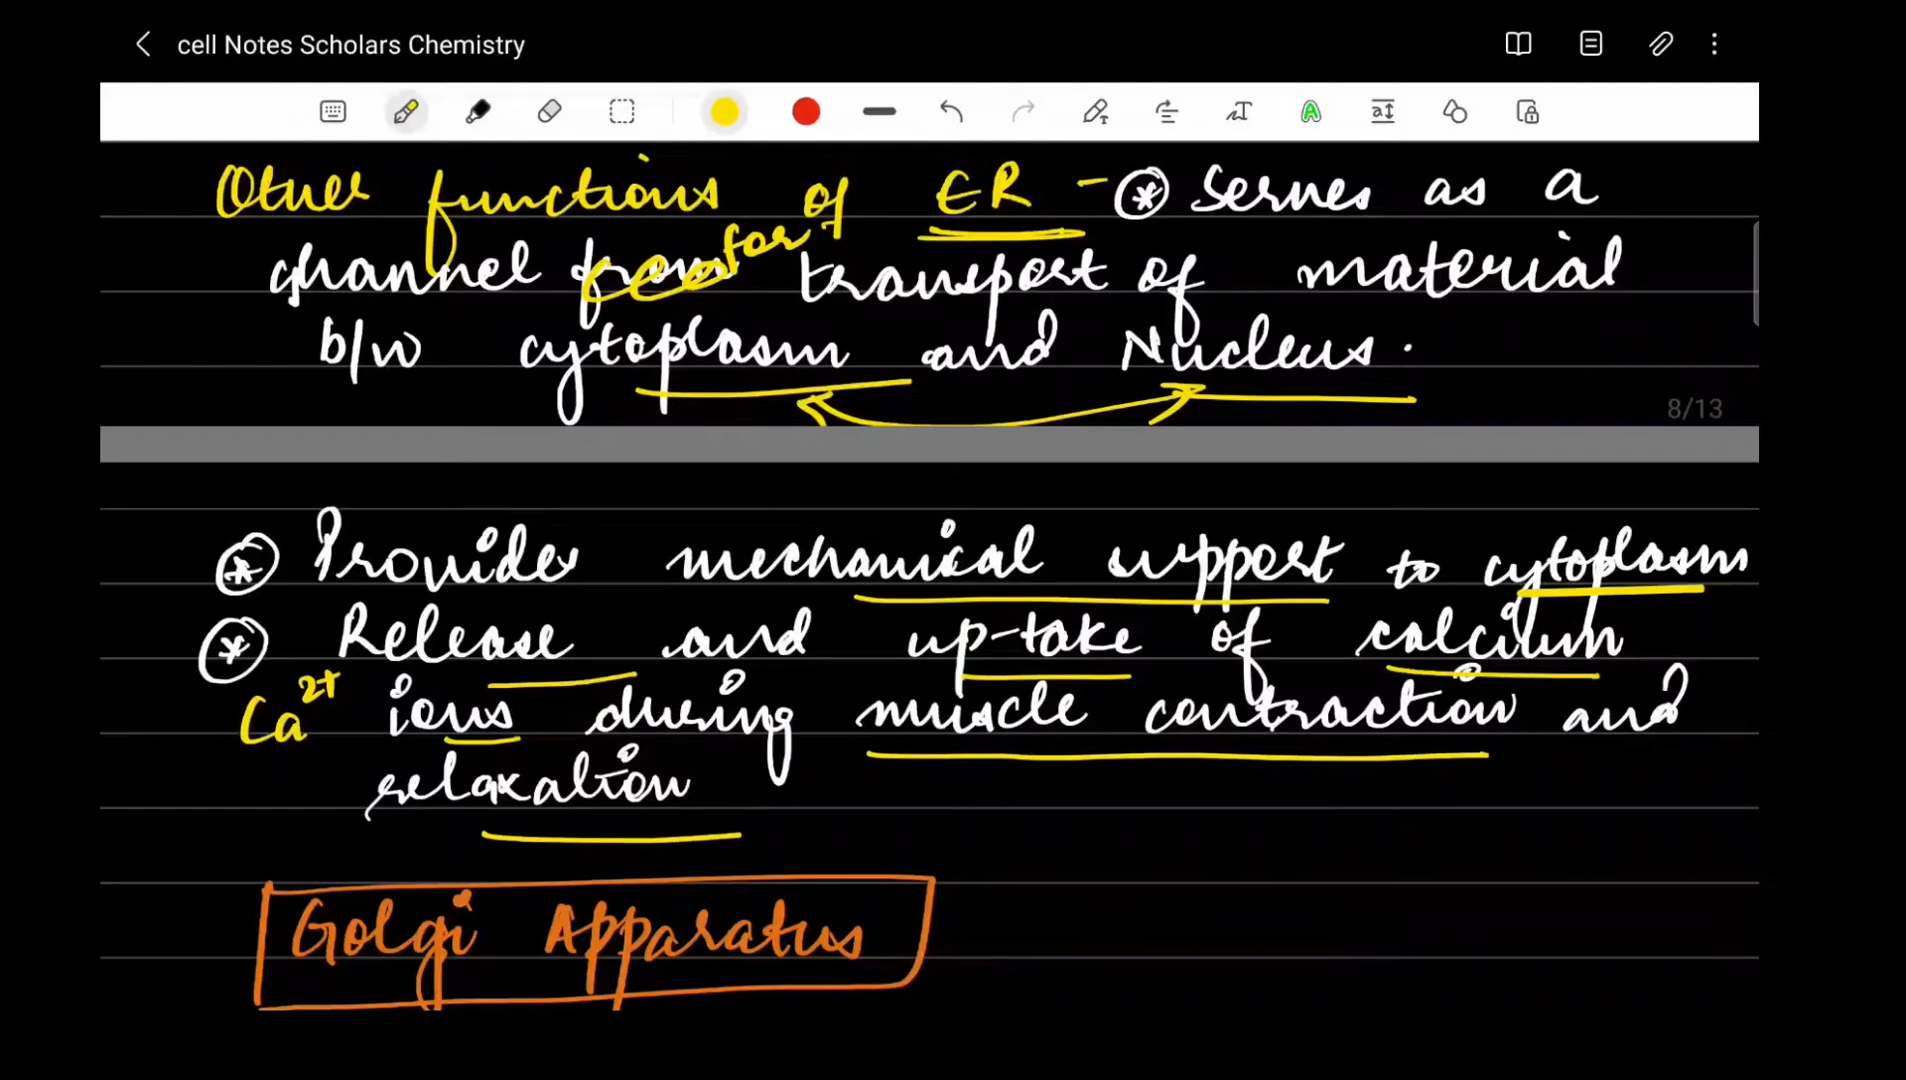 cell Notes Scholars Chemistry
Other functions of ER - * Serves as a
channel from for transport of material
b/w cytoplasm and Nucleus.
8/13
* Provides mechanical support to cytoplasm
* Release and up-take of calcium
Ca2+ ions during muscle contraction and
relaxation
Golgi Apparatus